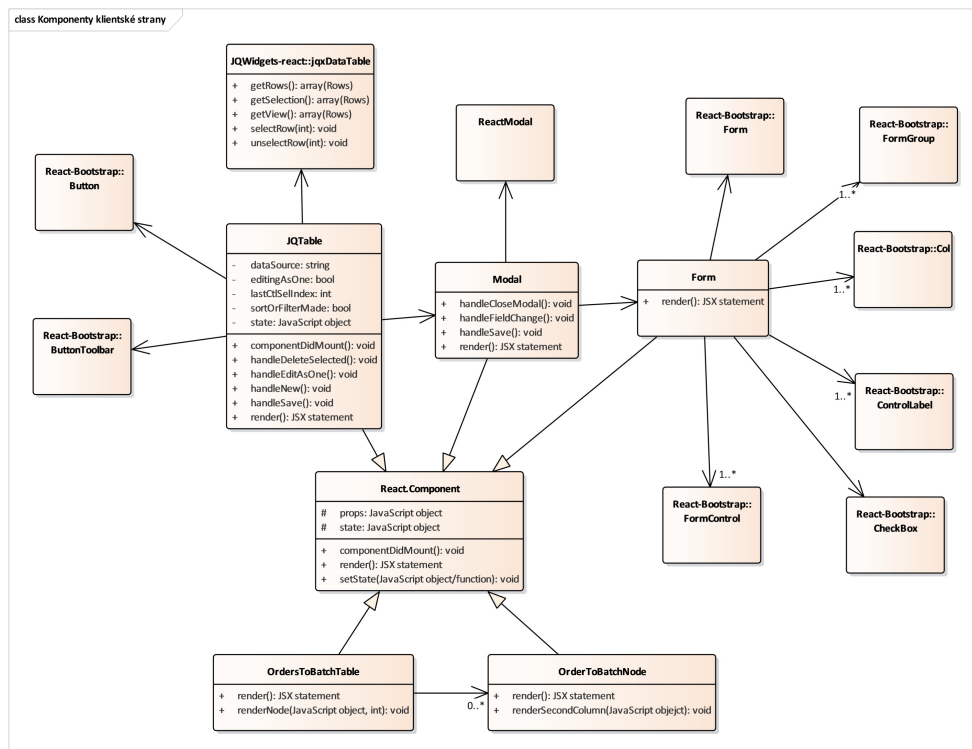 class Komponenty klientské strany
JQWidgets-react::jqxDataTable
+ getRows(): array(Rows)
+ getSelection(): array(Rows)
+ getView(): array(Rows)
+ selectRow(int): void
+ unselectRow(int): void
ReactModal
React-Bootstrap::
Form
React-Bootstrap::
FormGroup
1..*
React-Bootstrap::
Button
React-Bootstrap::
ButtonToolbar
JQTable
- dataSource: string
- editingAsOne: bool
- lastCtlSelIndex: int
- sortOrFilterMade: bool
- state: JavaScript object
+ componentDidMount(): void
+ handleDeleteSelected(): void
+ handleEditAsOne(): void
+ handleNew(): void
+ handleSave(): void
+ render(): JSX statement
Modal
+ handleCloseModal(): void
+ handleFieldChange(): void
+ handleSave(): void
+ render(): JSX statement
Form
+ render(): JSX statement
React-Bootstrap::Col
1..*
React-Bootstrap::
ControlLabel
1..*
React.Component
# props: JavaScript object
# state: JavaScript object
+ componentDidMount(): void
+ render(): JSX statement
+ setState(JavaScript object/function): void
1..*
React-Bootstrap::
FormControl
React-Bootstrap::
CheckBox
OrdersToBatchTable
+ render(): JSX statement
+ renderNode(JavaScript object, int): void
0..*
OrderToBatchNode
+ render(): JSX statement
+ renderSecondColumn(JavaScript objejct): void